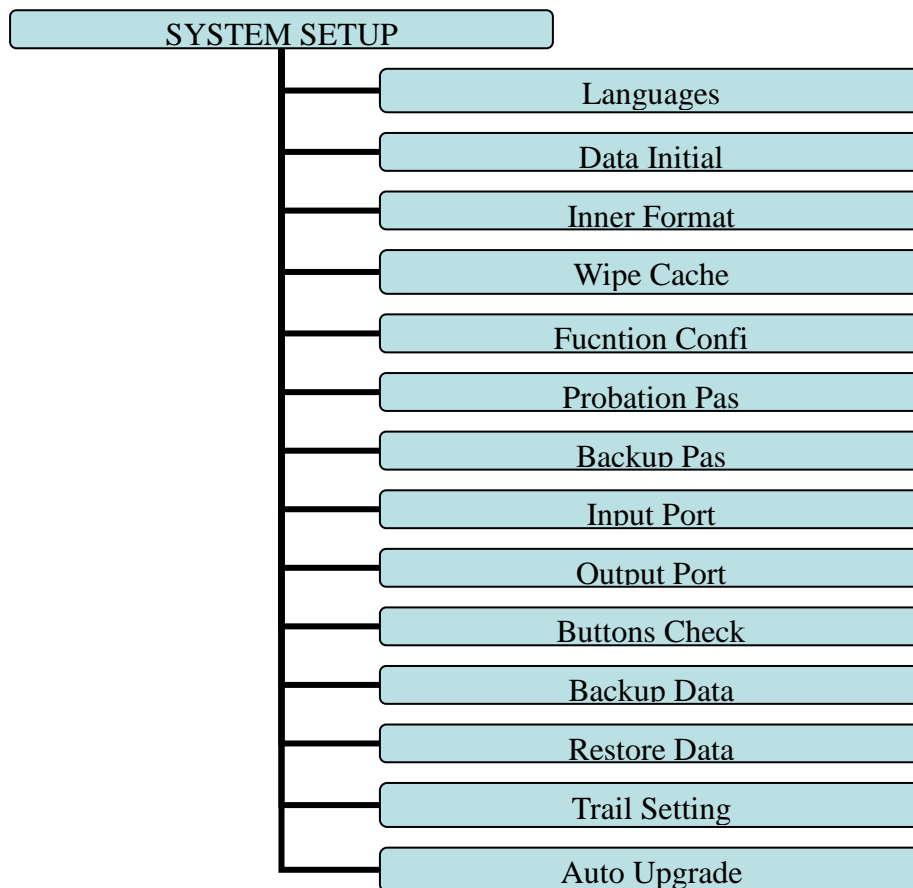 SYSTEM SETUP
Languages
Data Initial
Inner Format
Wipe Cache
Fucntion Confi
Probation Pas
Backup Pas
Input Port
Output Port
Buttons Check
Backup Data
Restore Data
Trail Setting
Auto Upgrade